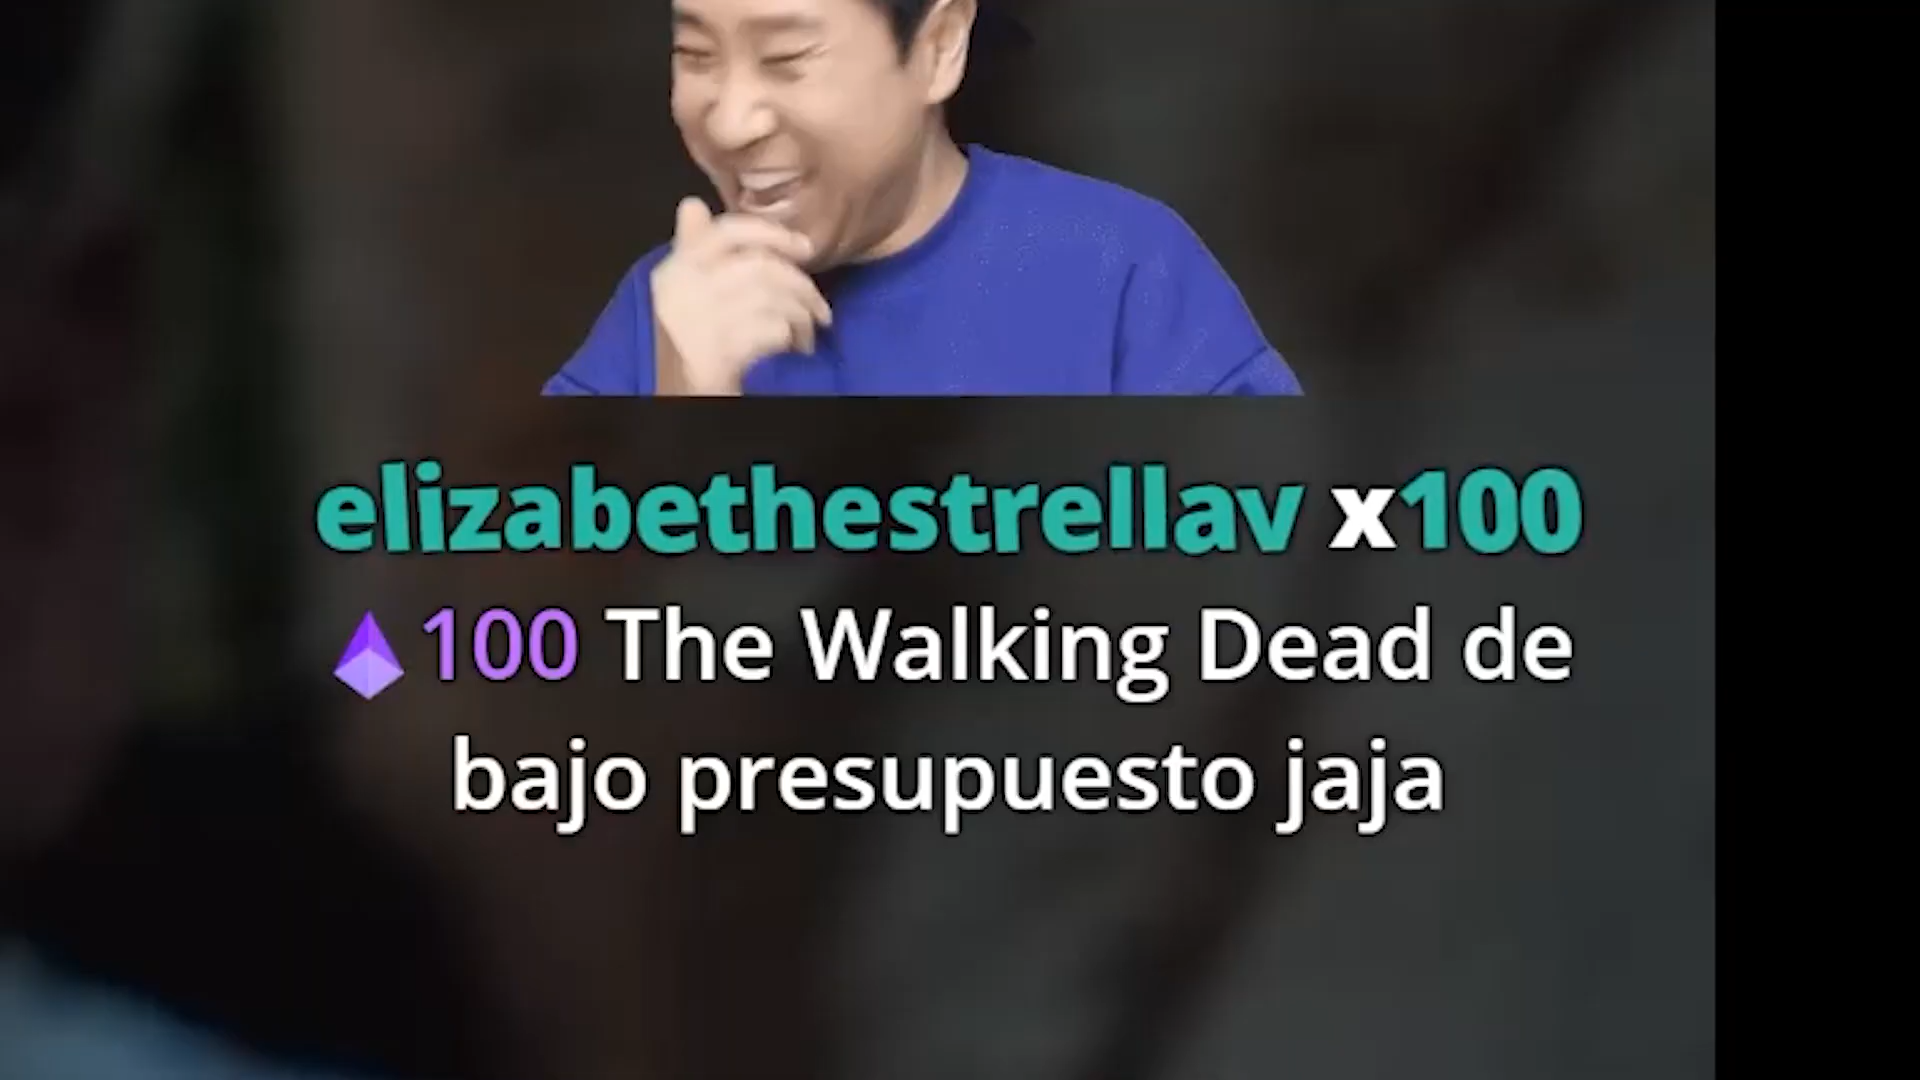 elizabethestrellav x100
100 The Walking Dead de
bajo presupuesto jaja